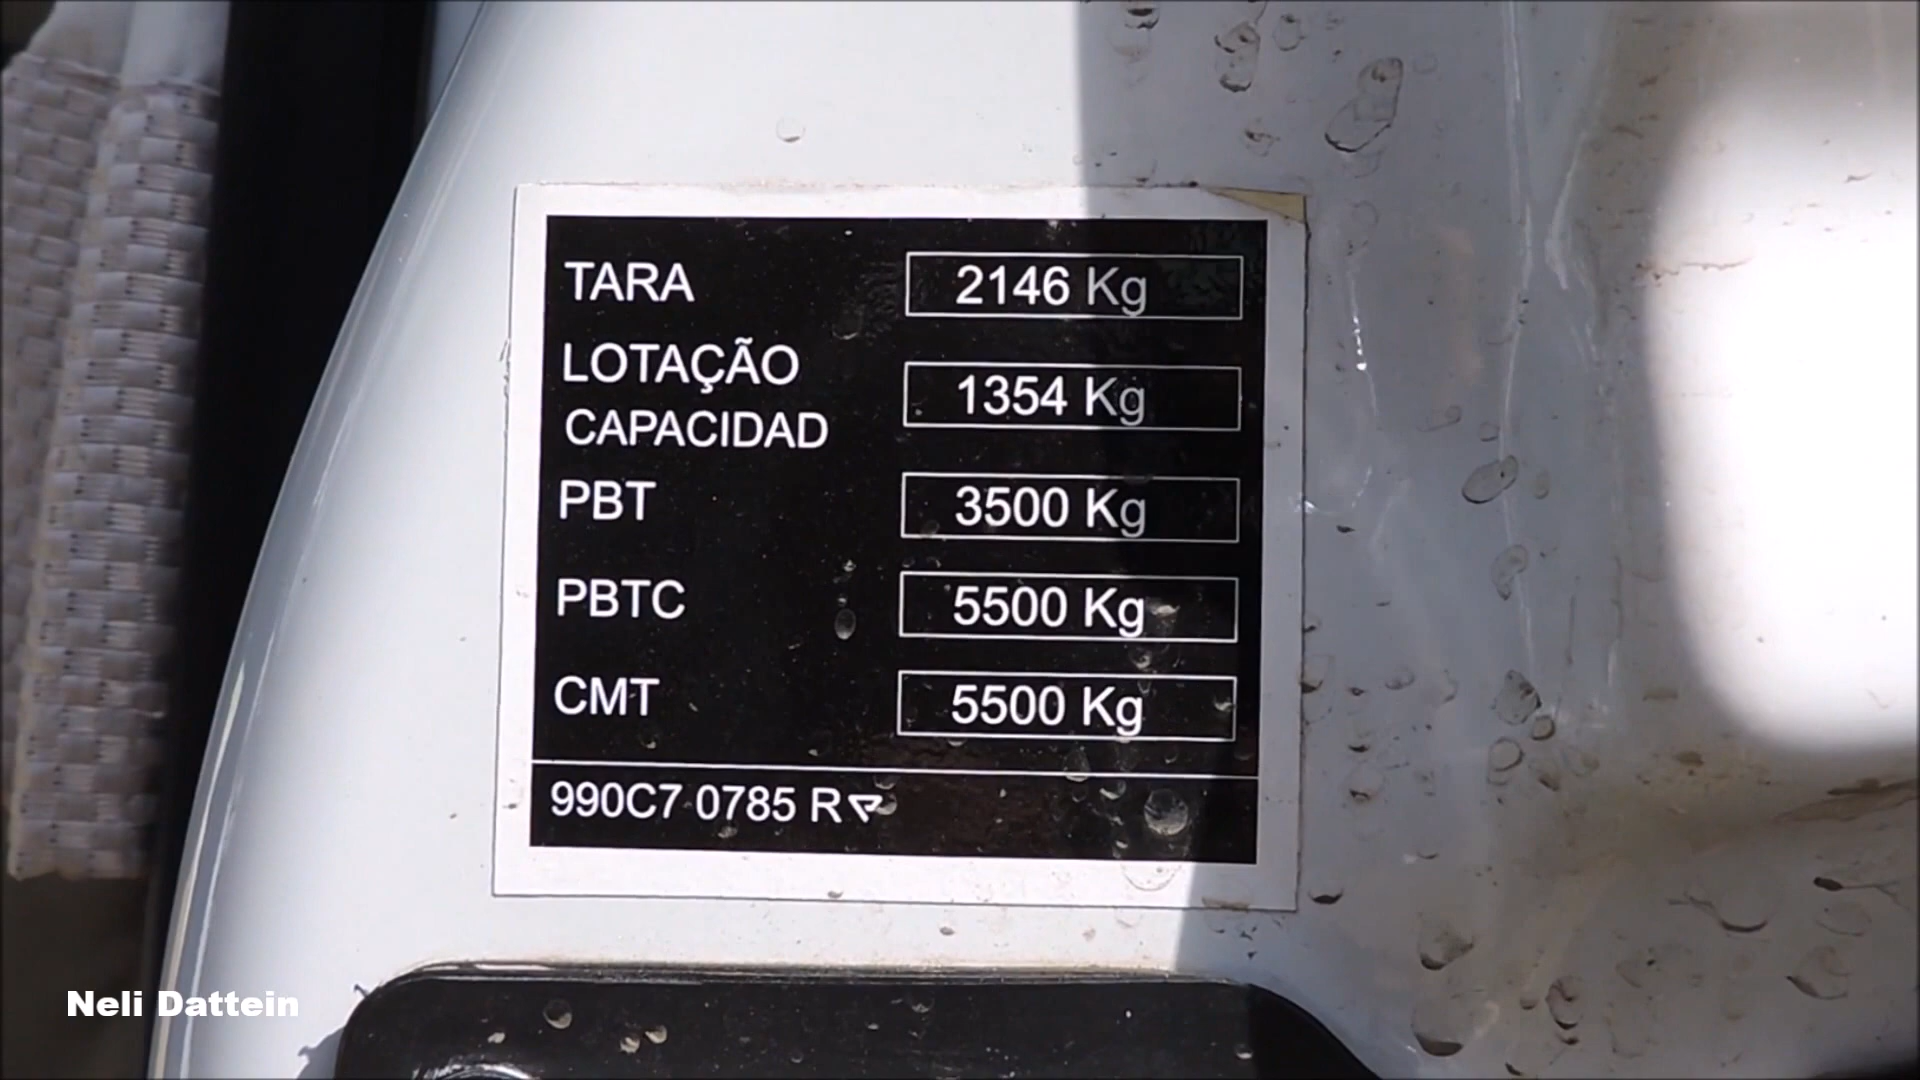 TARA 2146 Kg
LOTAÇÃO
CAPACIDAD 1354 Kg
PBT 3500 Kg
PBTC 5500 Kg
CMT 5500 Kg
990C7 0785 R
Neli Dattein